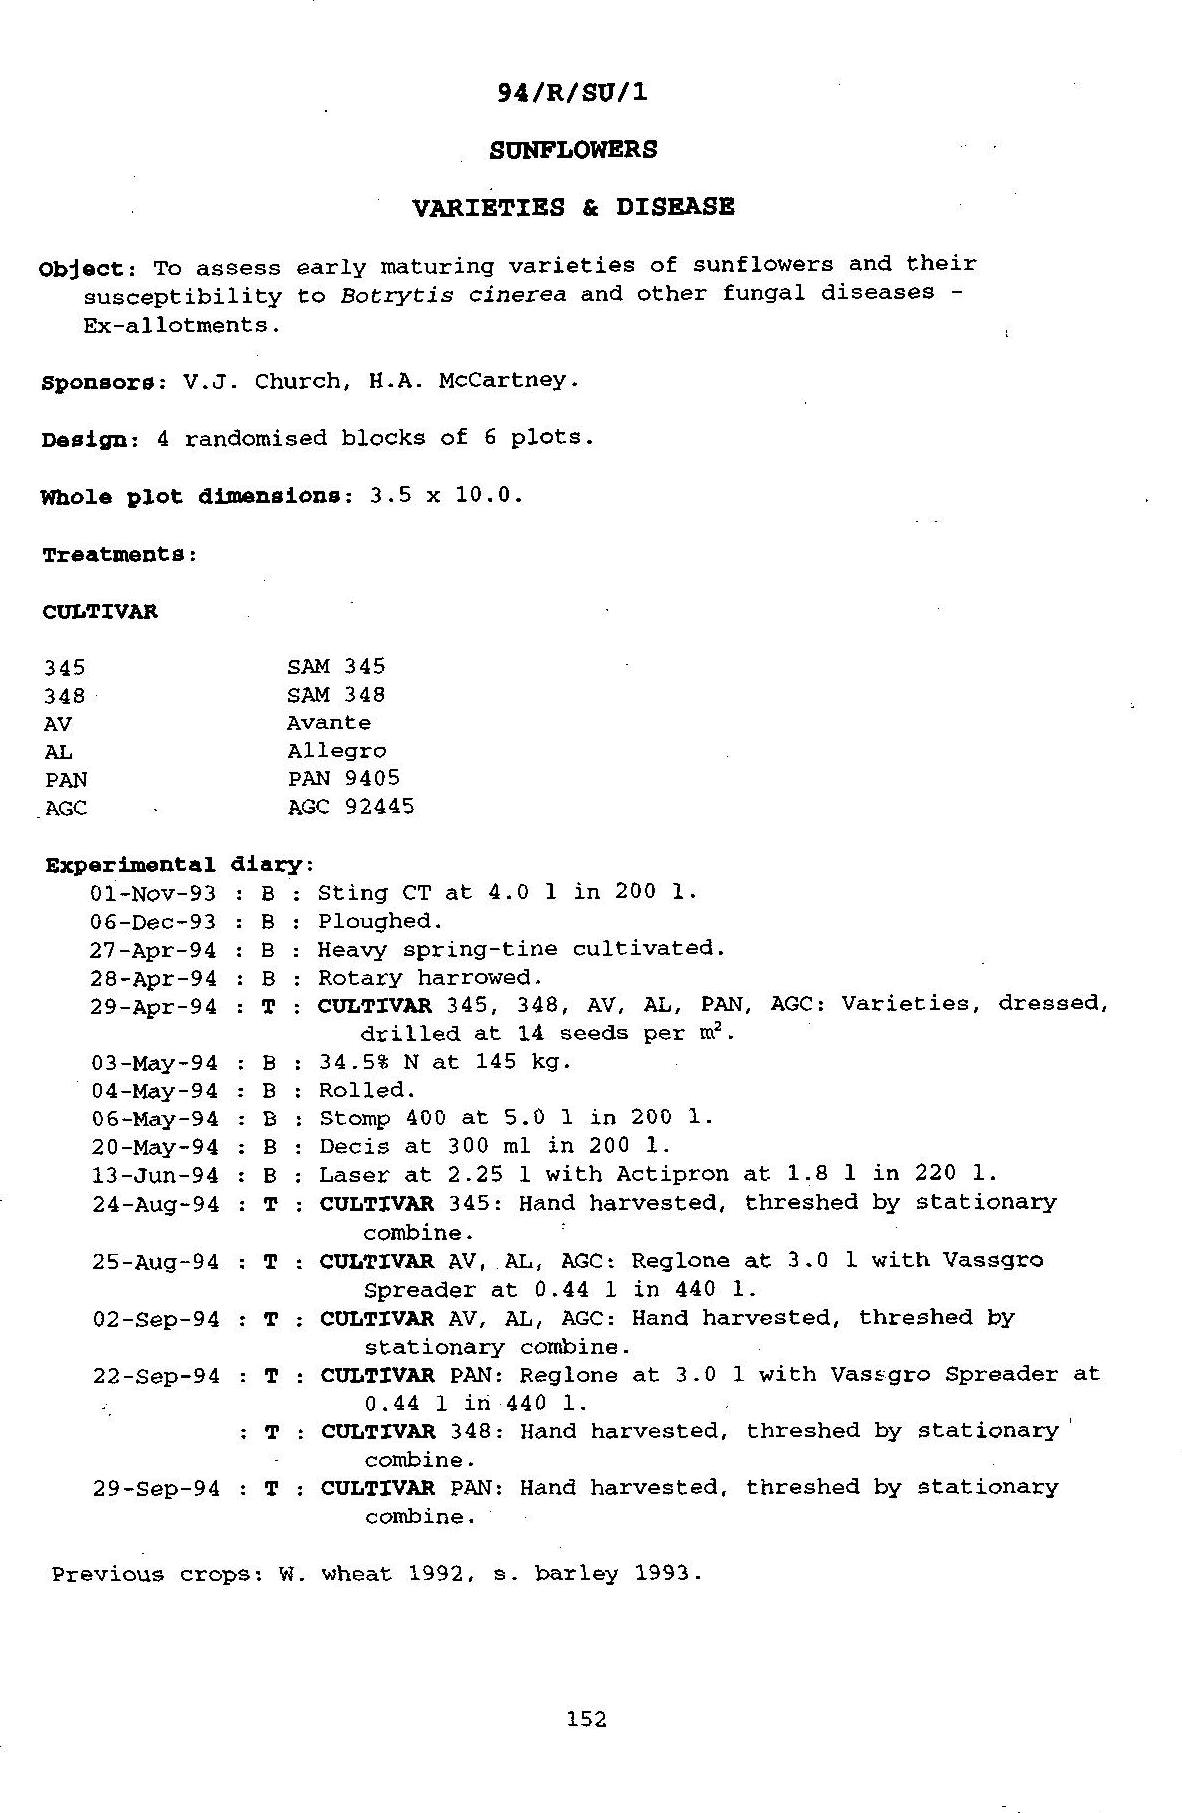 94/R/SU/1
SUNFLOWERS
VARIETIES & DISEASE
Object: To assess early maturing varieties of sunflowers and their
susceptibility to Botrytis cinerea and other fungal diseases -
Ex-allotments.
Sponsors: V.J. Church, H.A. McCartney.
Design: 4 randomised blocks of 6 plots.
Whole plot dimensions: 3.5 x 10.0.
Treatments:
CULTIVAR
345 SAM 345
348 SAM 348
AV Avante
AL Allegro
PAN PAN 9405
AGC AGC 92445
Experimental diary:
01-Nov-93 : B : Sting CT at 4.0 l in 200 l.
06-Dec-93 : B : Ploughed.
27-Apr-94 : B : Heavy spring-tine cultivated.
28-Apr-94 : B : Rotary harrowed.
29-Apr-94 : T : CULTIVAR 345, 348, AV, AL, PAN, AGC: Varieties, dressed,
drilled at 14 seeds per m².
03-May-94 : B : 34.5% N at 145 kg.
04-May-94 : B : Rolled.
06-May-94 : B : Stomp 400 at 5.0 l in 200 l.
20-May-94 : B : Decis at 300 ml in 200 l.
13-Jun-94 : B : Laser at 2.25 l with Actipron at 1.8 l in 220 l.
24-Aug-94 : T : CULTIVAR 345: Hand harvested, threshed by stationary
combine.
25-Aug-94 : T : CULTIVAR AV, AL, AGC: Reglone at 3.0 l with Vassgro
Spreader at 0.44 l in 440 l.
02-Sep-94 : T : CULTIVAR AV, AL, AGC: Hand harvested, threshed by
stationary combine.
22-Sep-94 : T : CULTIVAR PAN: Reglone at 3.0 l with Vassgro Spreader at
0.44 l in 440 l.
: T : CULTIVAR 348: Hand harvested, threshed by stationary
combine.
29-Sep-94 : T : CULTIVAR PAN: Hand harvested, threshed by stationary
combine.
Previous crops: W. wheat 1992, s. barley 1993.
152